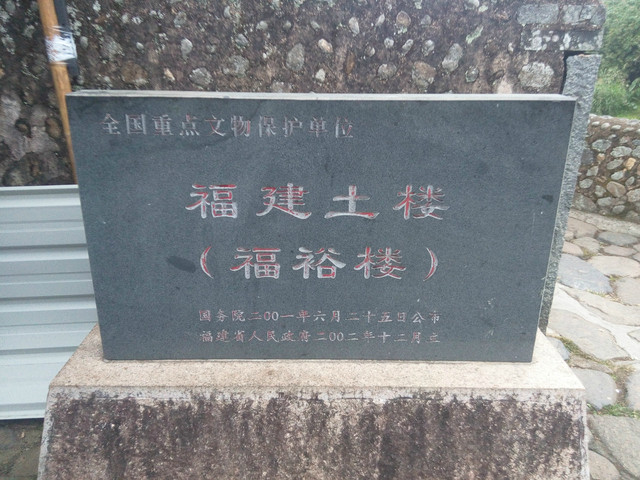 全国重点文物保护单位
福建土楼
（福裕楼）
国务院二00一年六月二十五日公布
福建省人民政府二00二年十二月立